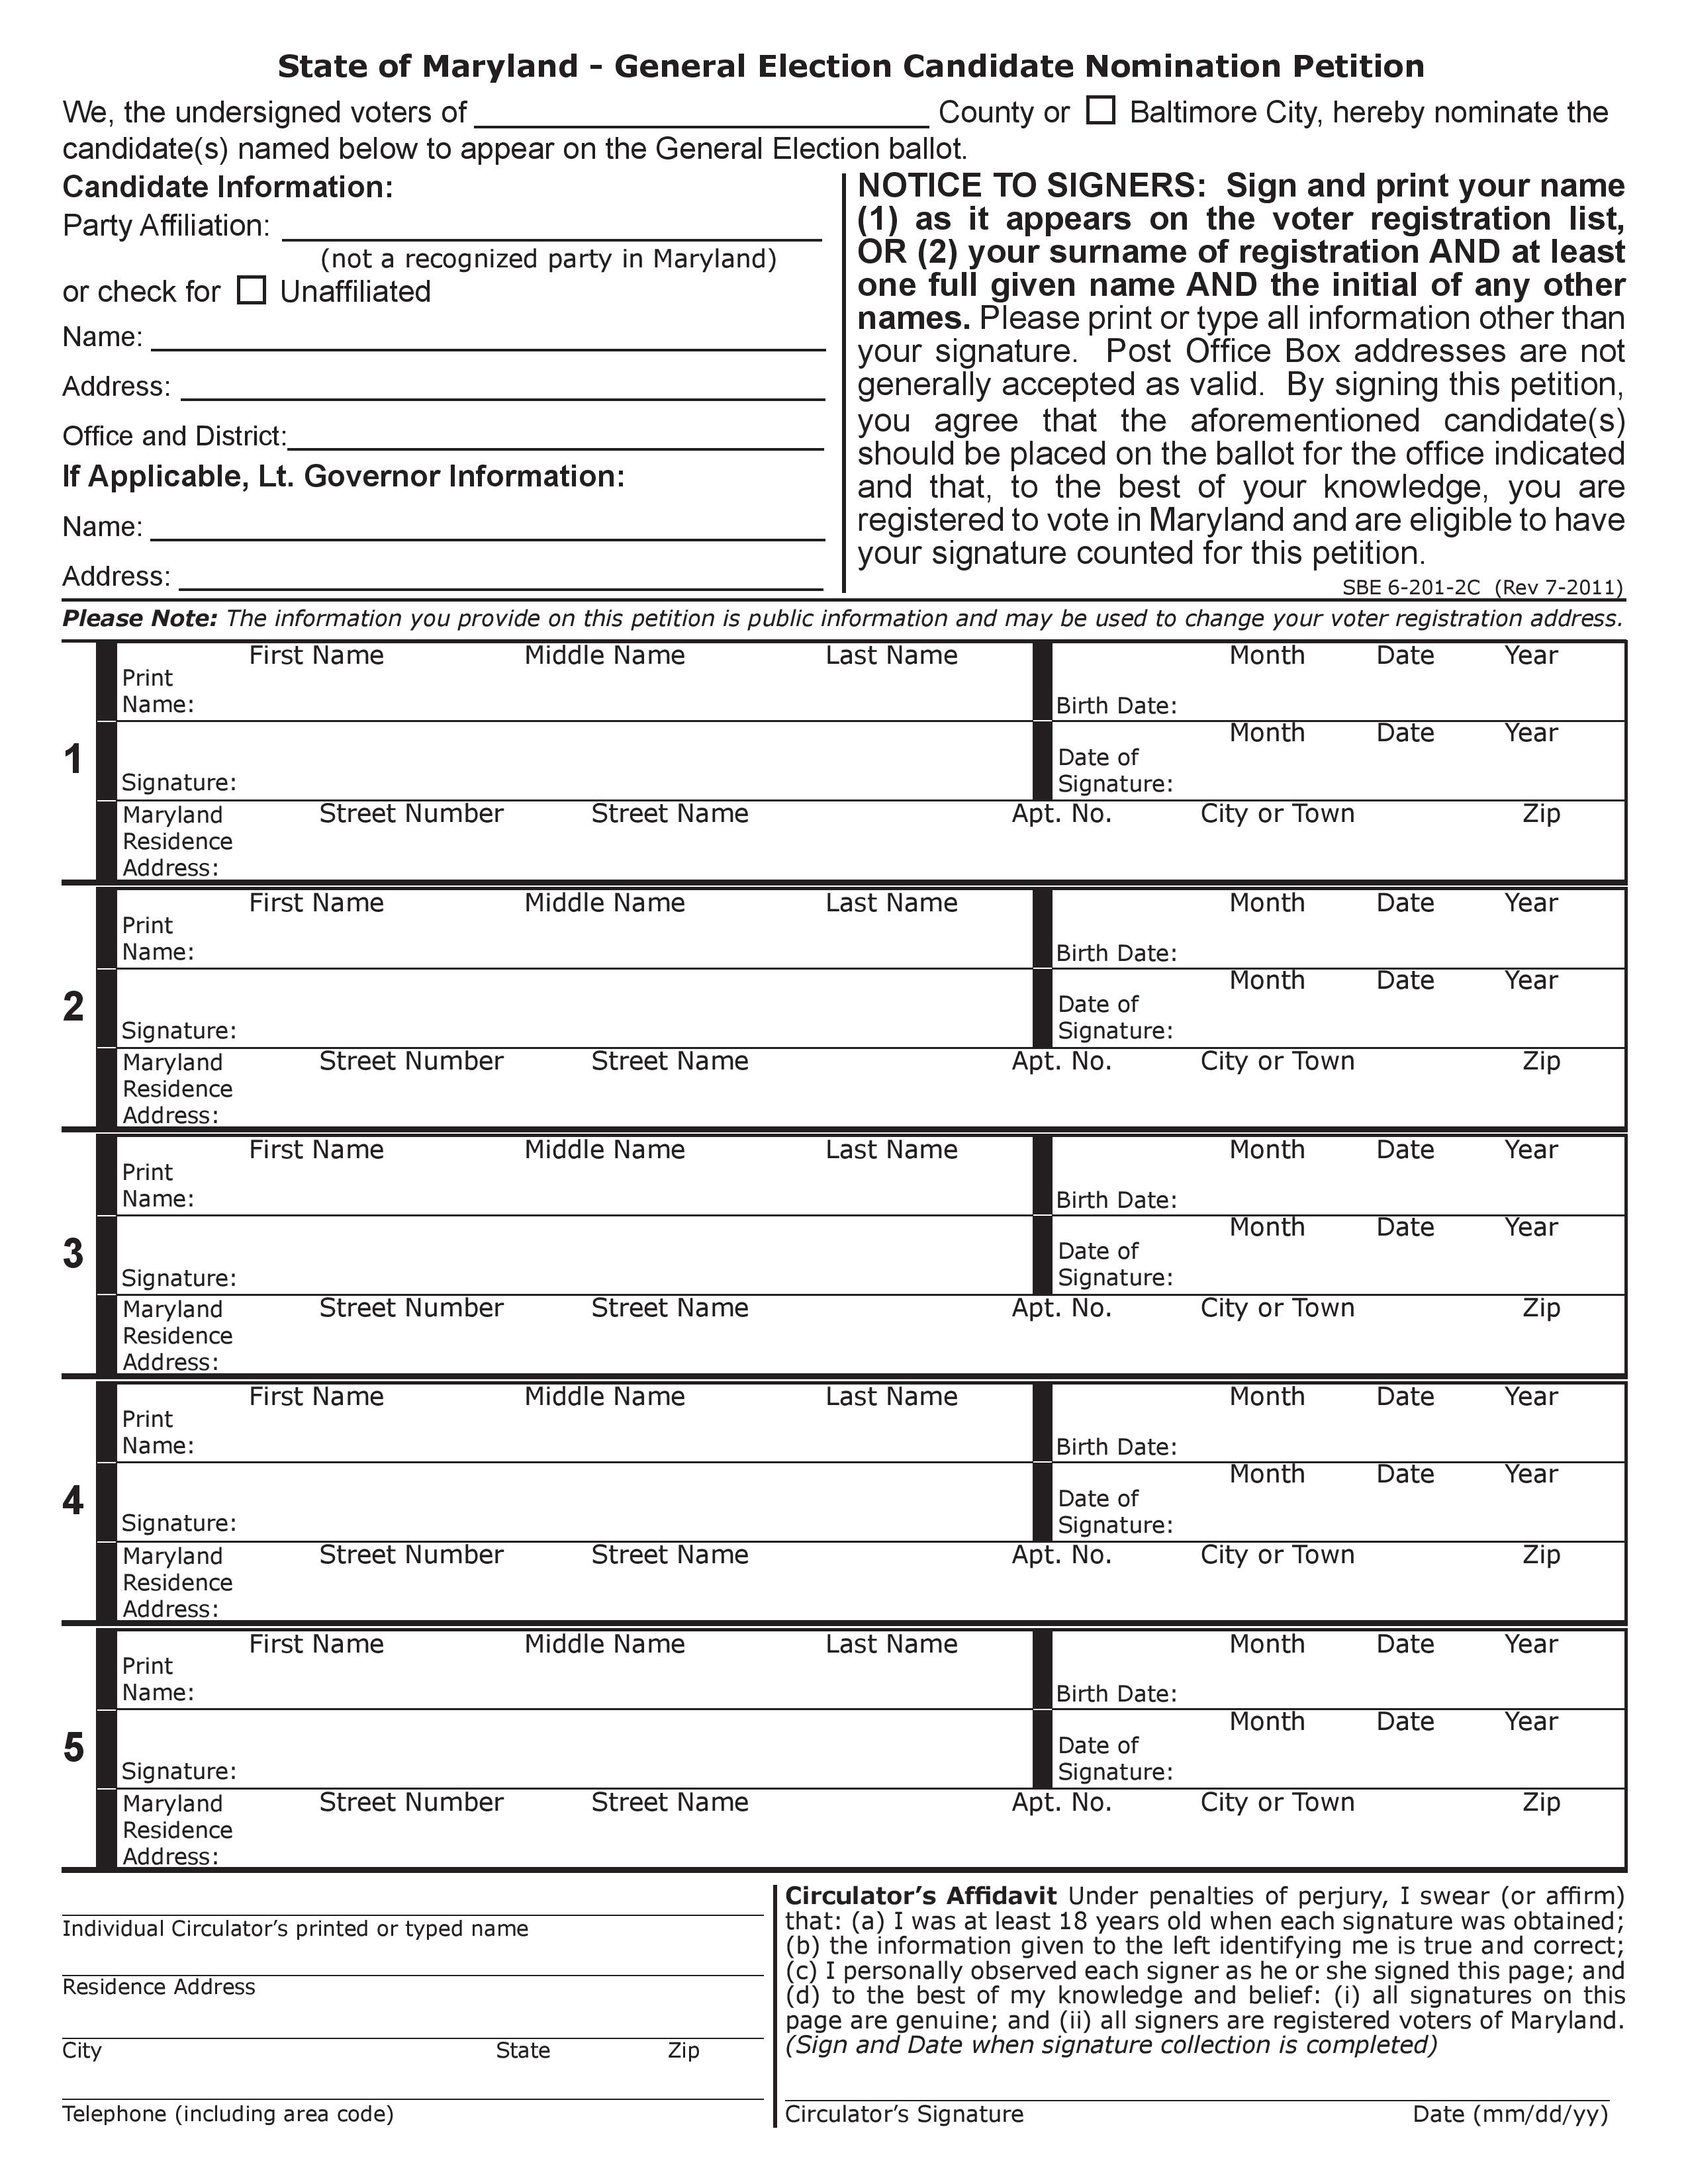 State of Maryland - General Election Candidate Nomination Petition
We, the undersigned voters of ______ County or ☐ Baltimore City, hereby nominate the
candidate(s) named below to appear on the General Election ballot.
Candidate Information:
Party Affiliation:
(not a recognized party in Maryland)
or check for ☐ Unaffiliated
Name:
Address:
Office and District:
If Applicable, Lt. Governor Information:
Name:
Address:
NOTICE TO SIGNERS: Sign and print your name
(1) as it appears on the voter registration list,
OR (2) your surname of registration AND at least
one full given name AND the initial of any other
names. Please print or type all information other than
your signature. Post Office Box addresses are not
generally accepted as valid. By signing this petition,
you agree that the aforementioned candidate(s)
should be placed on the ballot for the office indicated
and that, to the best of your knowledge, you are
registered to vote in Maryland and are eligible to have
your signature counted for this petition.
SBE 6-201-2C (Rev 7-2011)
Please Note: The information you provide on this petition is public information and may be used to change your voter registration address.
1
First Name Middle Name Last Name Month Date Year
Print
Name: Birth Date:
Month Date Year
Date of
Signature: Signature:
Maryland Street Number Street Name Apt. No. City or Town Zip
Residence
Address:
2
First Name Middle Name Last Name Month Date Year
Print
Name: Birth Date:
Month Date Year
Date of
Signature: Signature:
Maryland Street Number Street Name Apt. No. City or Town Zip
Residence
Address:
3
First Name Middle Name Last Name Month Date Year
Print
Name: Birth Date:
Month Date Year
Date of
Signature: Signature:
Maryland Street Number Street Name Apt. No. City or Town Zip
Residence
Address:
4
First Name Middle Name Last Name Month Date Year
Print
Name: Birth Date:
Month Date Year
Date of
Signature: Signature:
Maryland Street Number Street Name Apt. No. City or Town Zip
Residence
Address:
5
First Name Middle Name Last Name Month Date Year
Print
Name: Birth Date:
Month Date Year
Date of
Signature: Signature:
Maryland Street Number Street Name Apt. No. City or Town Zip
Residence
Address:
Individual Circulator’s printed or typed name
Residence Address
City State Zip
Telephone (including area code)
Circulator’s Affidavit Under penalties of perjury, I swear (or affirm)
that: (a) I was at least 18 years old when each signature was obtained;
(b) the information given to the left identifying me is true and correct;
(c) I personally observed each signer as he or she signed this page; and
(d) to the best of my knowledge and belief: (i) all signatures on this
page are genuine; and (ii) all signers are registered voters of Maryland.
(Sign and Date when signature collection is completed)
Circulator’s Signature Date (mm/dd/yy)